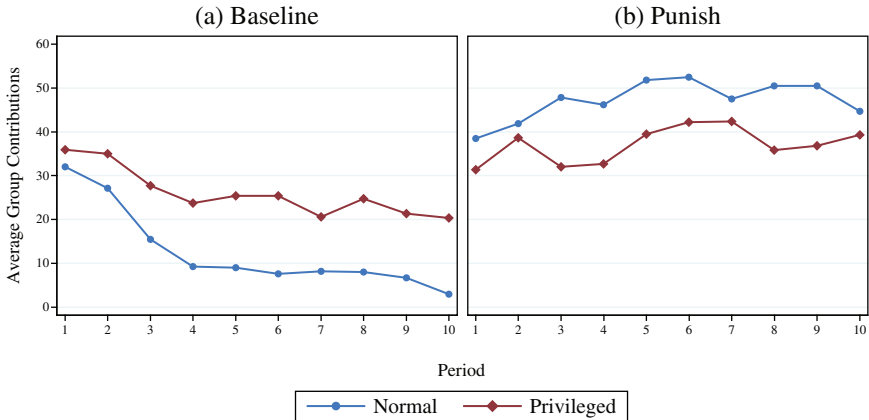 (a) Baseline
(b) Punish
Average Group Contributions
60
50
40
30
20
10
0
1 2 3 4 5 6 7 8 9 10
1 2 3 4 5 6 7 8 9 10
Period
Normal Privileged